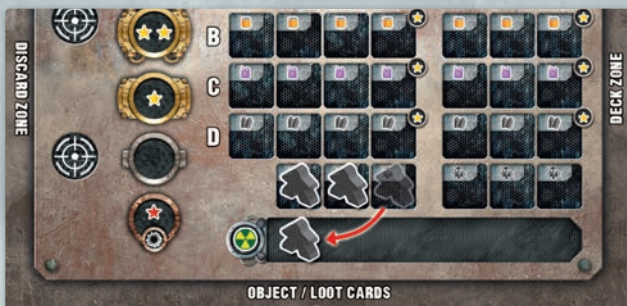 DISCARD ZONE
B
C
D
DECK ZONE
OBJECT / LOOT CARDS